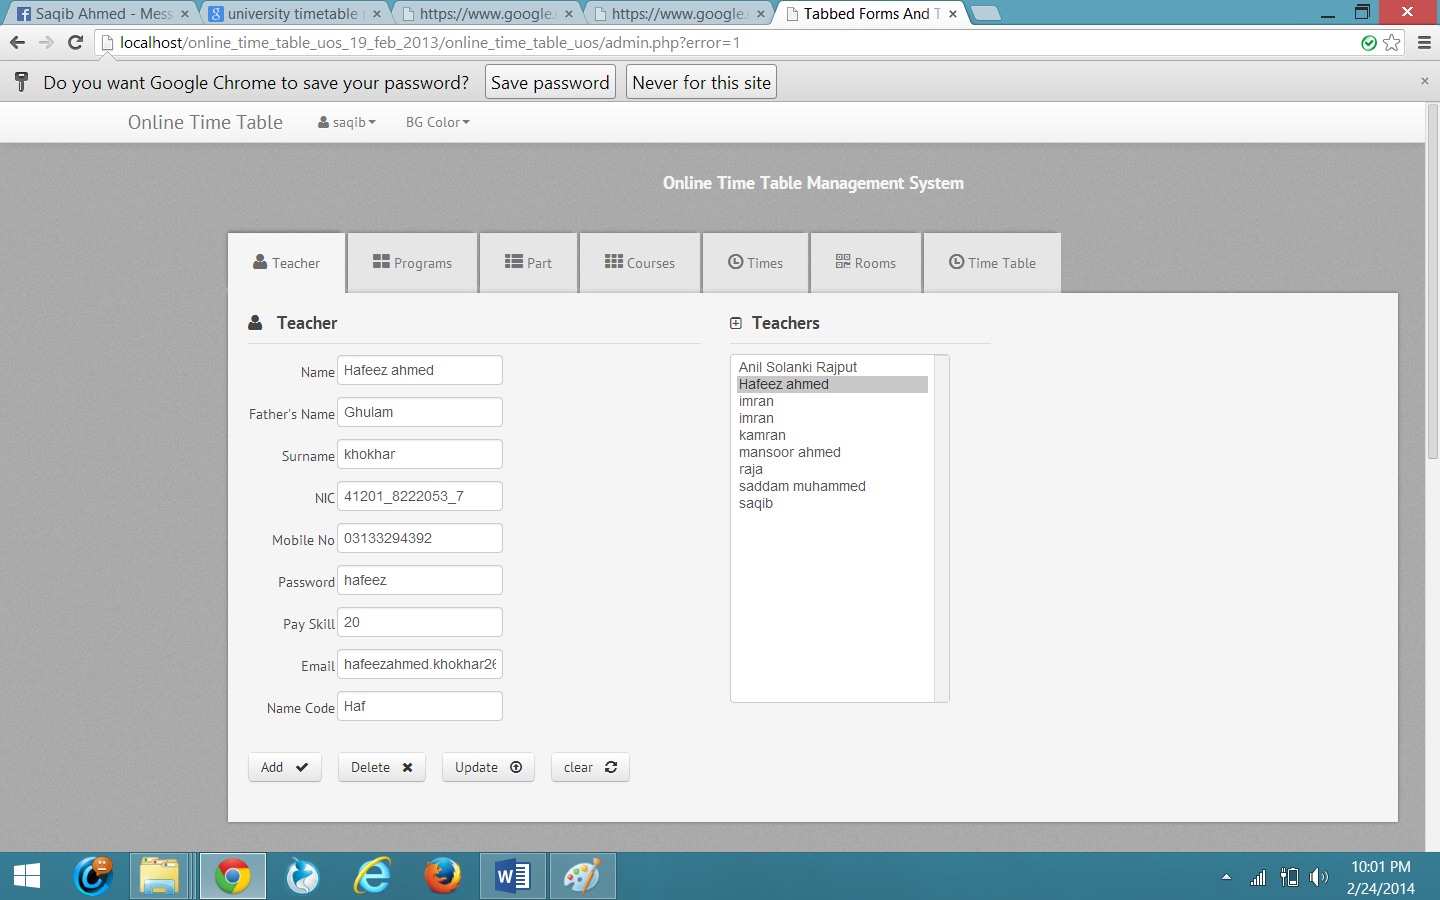 Saqib Ahmed - Mess
university timetable
https://www.google.
https://www.google.
Tabbed Forms And T
localhost/online_time_table_uos_19_feb_2013/online_time_table_uos/admin.php?error=1
Do you want Google Chrome to save your password? Save password Never for this site
Online Time Table saqib BG Color
Online Time Table Management System
Teacher Programs Part Courses Times Rooms Time Table
Teacher
Name Hafeez ahmed
Father's Name Ghulam
Surname khokhar
NIC 41201_8222053_7
Mobile No 03133294392
Password hafeez
Pay Skill 20
Email hafeezahmed.khokhar26
Name Code Haf
Add Delete Update clear
Teachers
Anil Solanki Rajput
Hafeez ahmed
imran
imran
kamran
mansoor ahmed
raja
saddam muhammed
saqib
10:01 PM
2/24/2014